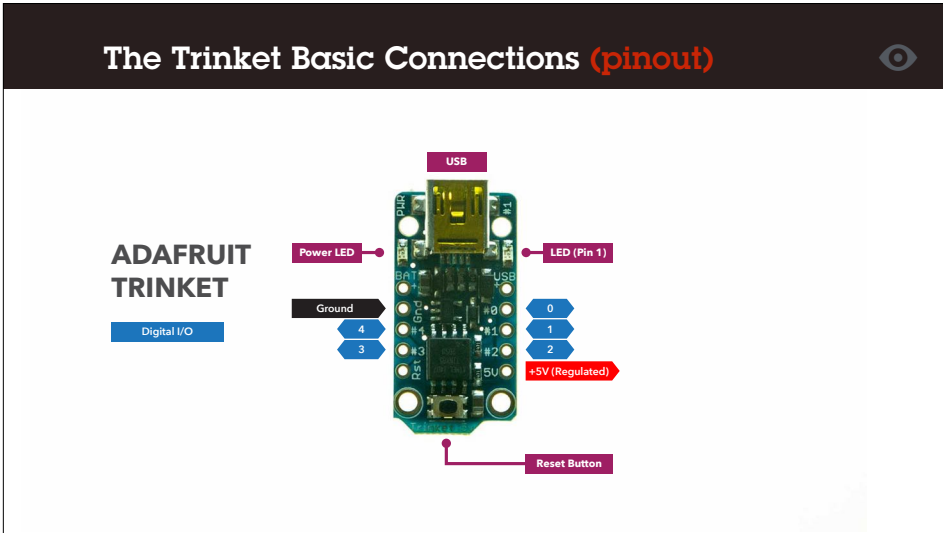 The Trinket Basic Connections (pinout)
USB
PWR
#1
Power LED
LED (Pin 1)
ADAFRUIT
TRINKET
BAT+
USB+
Ground
Gnd
#0
0
Digital I/O
4
#4
#1
1
3
#3
#2
2
Rst
5V
+5V (Regulated)
Trinket
Reset Button